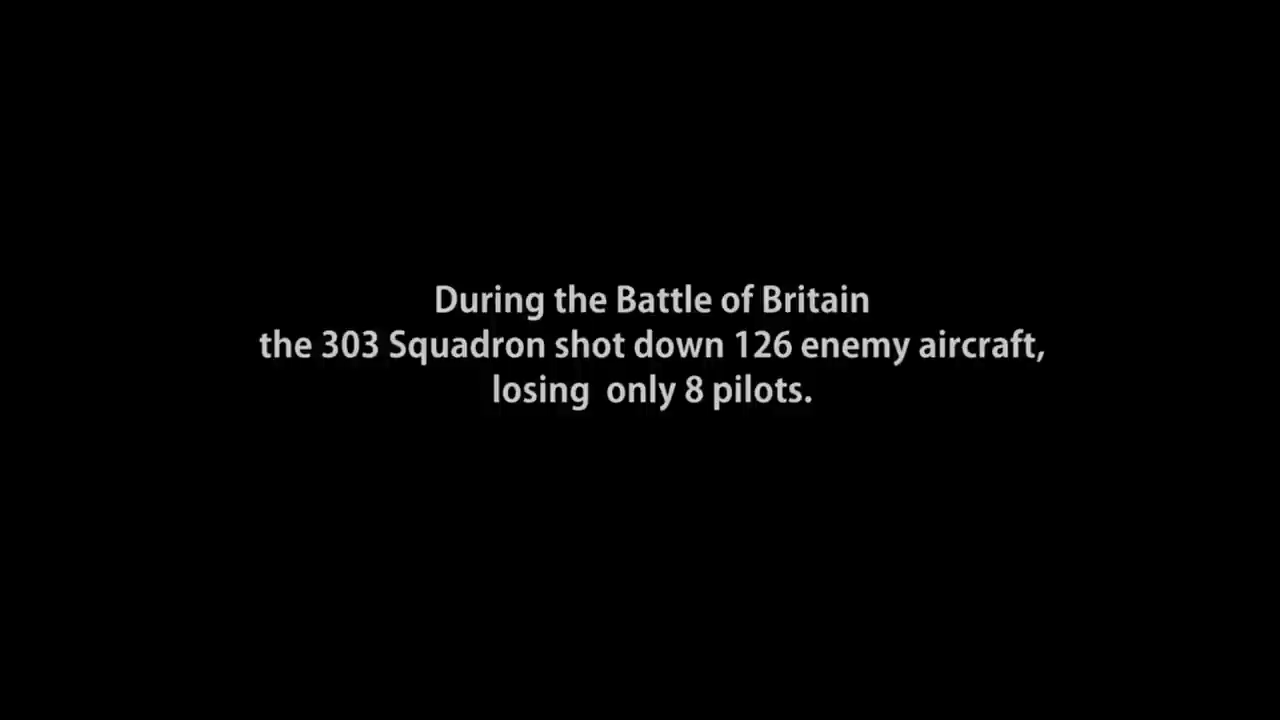 During the Battle of Britain
the 303 Squadron shot down 126 enemy aircraft,
losing  only 8 pilots.